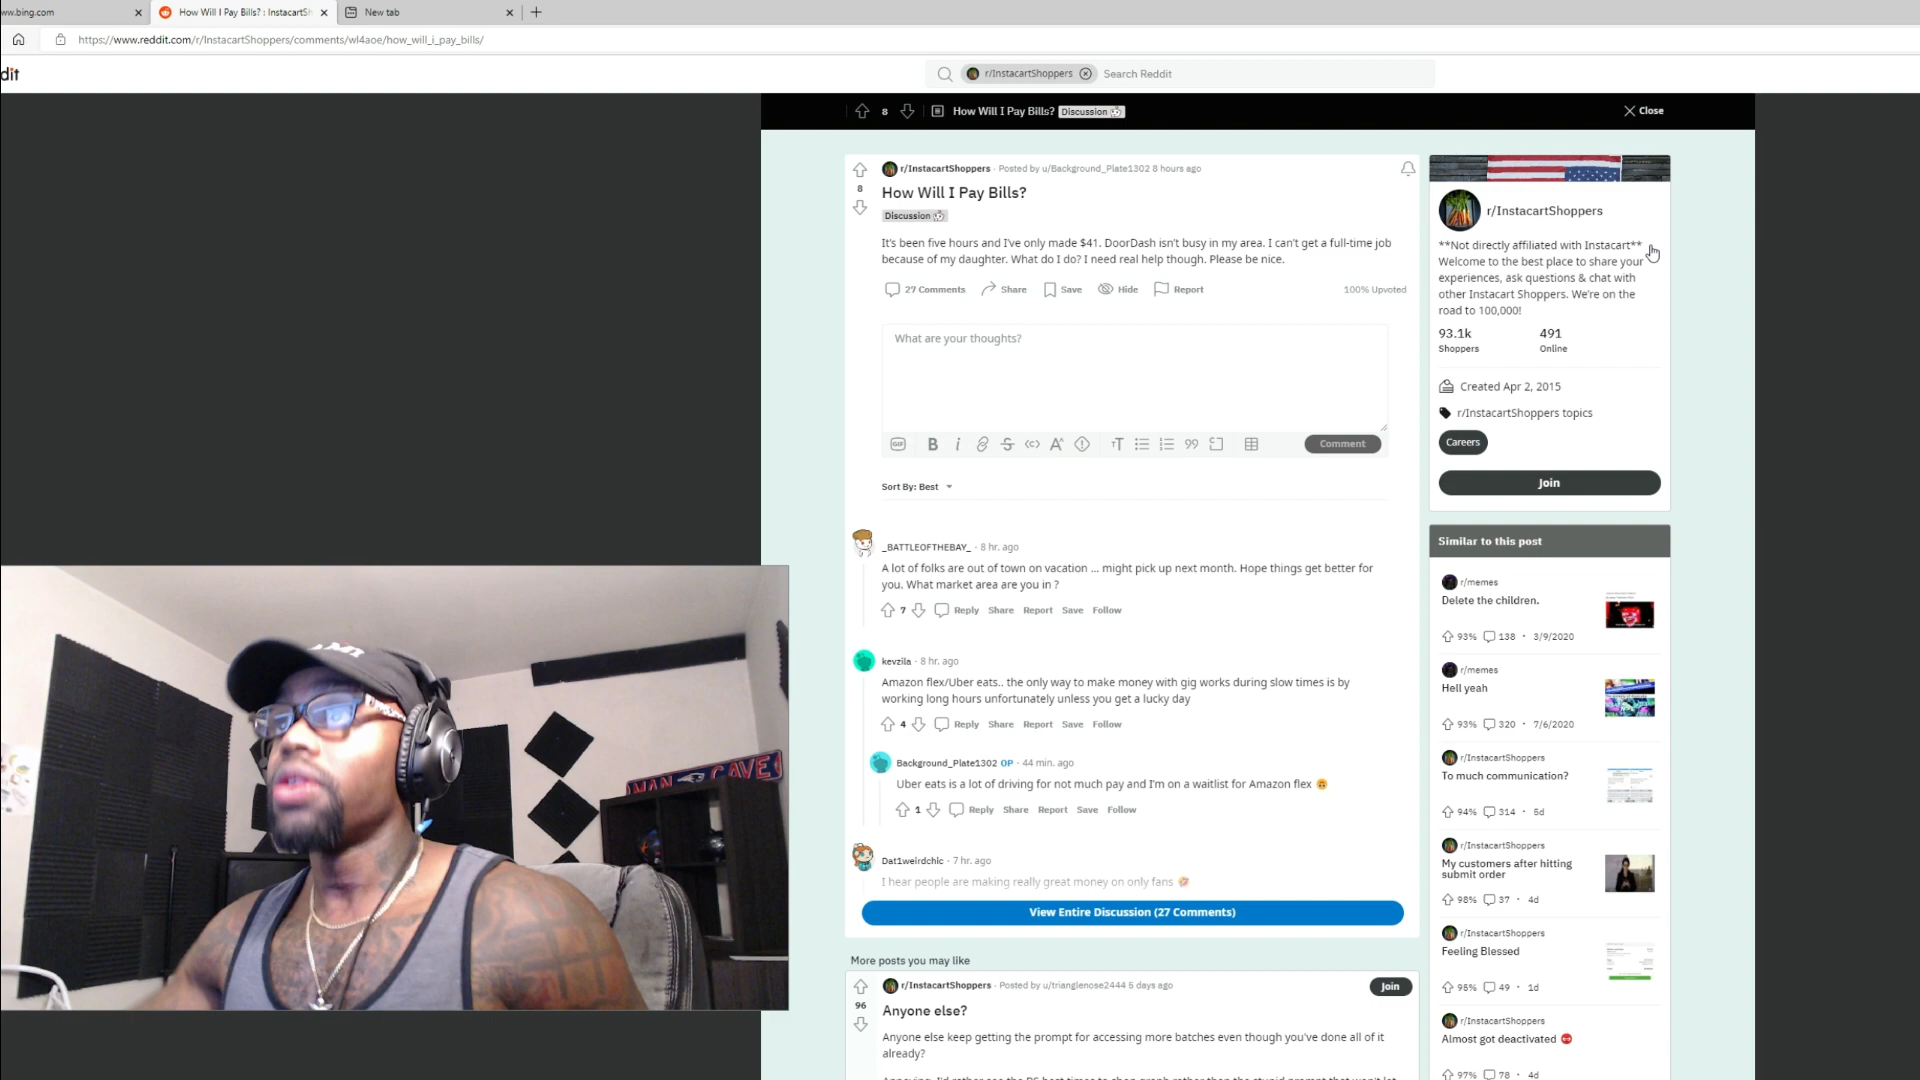 ww.bing.com
How Will I Pay Bills? : InstacartSh
New tab
https://www.reddit.com/r/InstacartShoppers/comments/wl4aoe/how_will_i_pay_bills/
dit
r/InstacartShoppers
Search Reddit
8
How Will I Pay Bills?
Discussion
Close
r/InstacartShoppers · Posted by u/Background_Plate1302 8 hours ago
8
How Will I Pay Bills?
Discussion
It's been five hours and I've only made $41. DoorDash isn't busy in my area. I can't get a full-time job
because of my daughter. What do I do? I need real help though. Please be nice.
27 Comments Share Save Hide Report 100% Upvoted
What are your thoughts?
GIF
Comment
Sort By: Best
_BATTLEOFTHEBAY_ · 8 hr. ago
A lot of folks are out of town on vacation ... might pick up next month. Hope things get better for
you. What market area are you in ?
7 Reply Share Report Save Follow
kevzila · 8 hr. ago
Amazon flex/Uber eats.. the only way to make money with gig works during slow times is by
working long hours unfortunately unless you get a lucky day
4 Reply Share Report Save Follow
Background_Plate1302 OP · 44 min. ago
Uber eats is a lot of driving for not much pay and I'm on a waitlist for Amazon flex 🙃
1 Reply Share Report Save Follow
Dat1weirdchic · 7 hr. ago
I hear people are making really great money on only fans
View Entire Discussion (27 Comments)
More posts you may like
r/InstacartShoppers · Posted by u/trianglenose2444 5 days ago
Join
96
Anyone else?
Anyone else keep getting the prompt for accessing more batches even though you've done all of it
already?
r/InstacartShoppers
**Not directly affiliated with Instacart**
Welcome to the best place to share your
experiences, ask questions & chat with
other Instacart Shoppers. We're on the
road to 100,000!
93.1k 491
Shoppers Online
Created Apr 2, 2015
r/InstacartShoppers topics
Careers
Join
Similar to this post
r/memes
Delete the children.
93% 138 · 3/9/2020
r/memes
Hell yeah
93% 320 · 7/6/2020
r/InstacartShoppers
To much communication?
94% 314 · 5d
r/InstacartShoppers
My customers after hitting
submit order
98% 37 · 4d
r/InstacartShoppers
Feeling Blessed
95% 49 · 1d
r/InstacartShoppers
Almost got deactivated
97% 78 · 4d
MAN CAVE